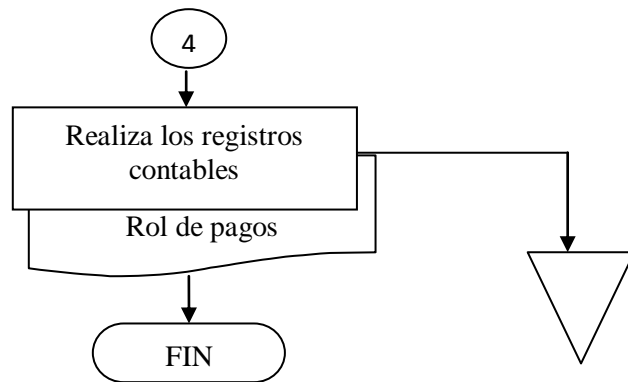 4
Realiza los registros
contables
Rol de pagos
FIN